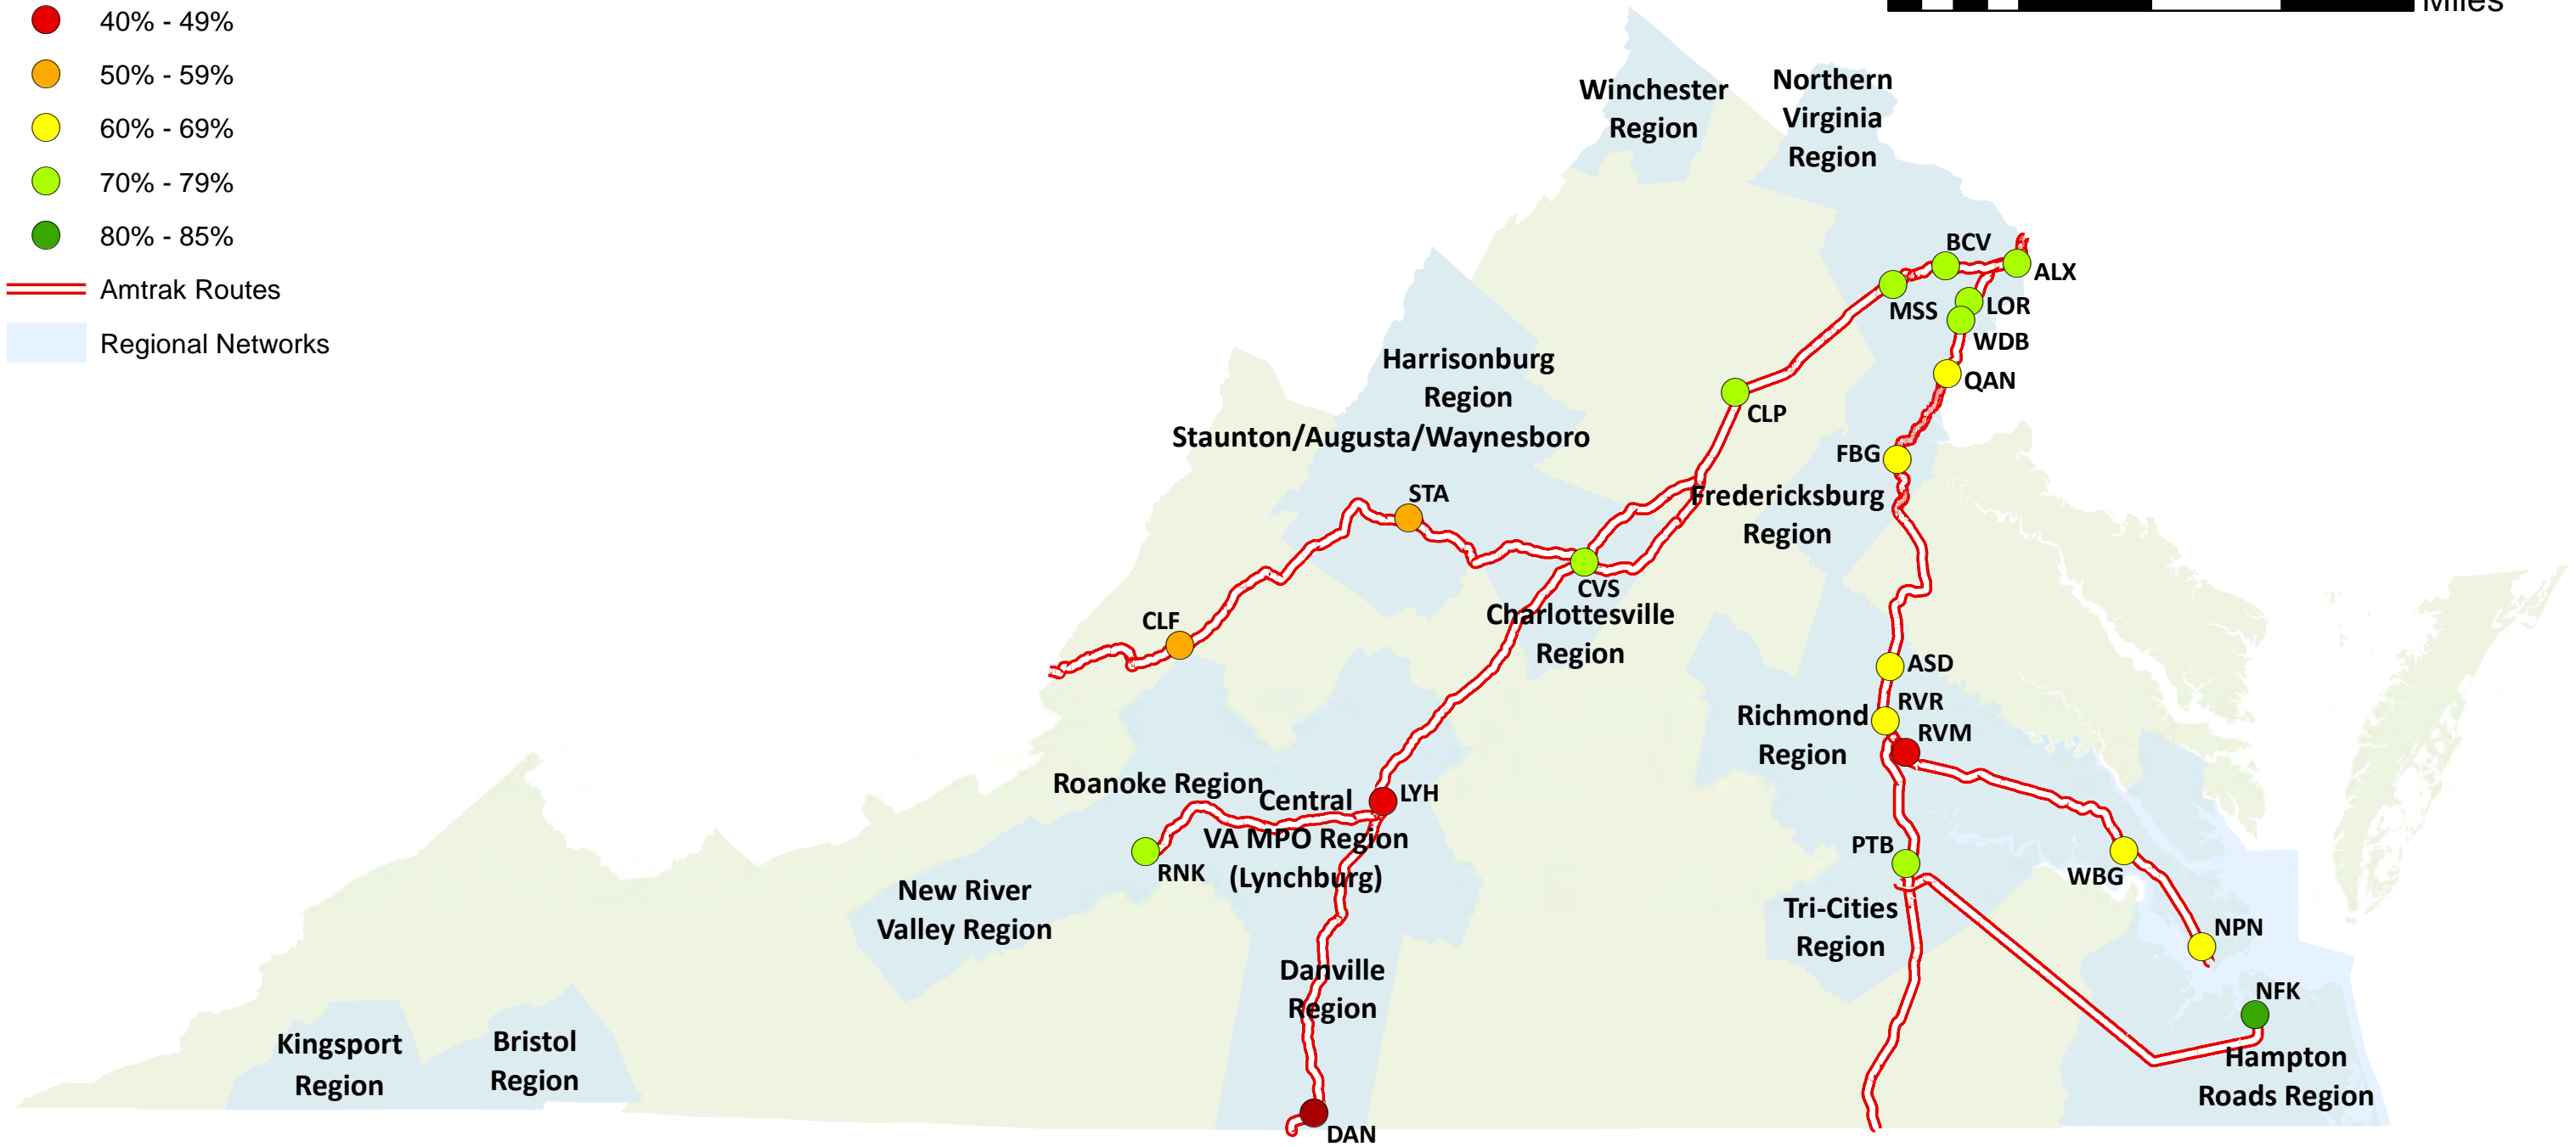 Miles
40% - 49%
50% - 59%
60% - 69%
70% - 79%
80% - 85%
Amtrak Routes
Regional Networks
Winchester
Region
Northern
Virginia
Region
BCV
ALX
MSS
LOR
WDB
QAN
CLP
FBG
Harrisonburg
Region
Staunton/Augusta/Waynesboro
STA
Fredericksburg
Region
CVS
Charlottesville
Region
CLF
ASD
RVR
Richmond
Region
RVM
Roanoke Region
Central
LYH
VA MPO Region
(Lynchburg)
RNK
PTB
WBG
New River
Valley Region
Tri-Cities
Region
NPN
Danville
Region
NFK
Kingsport
Region
Bristol
Region
Hampton
Roads Region
DAN